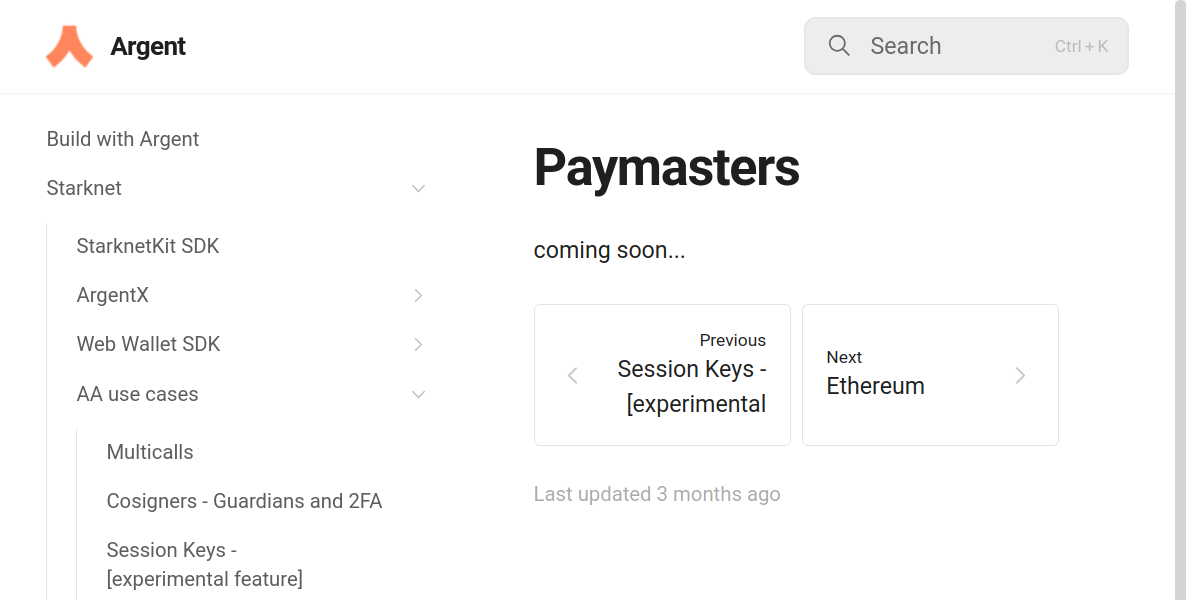 Argent
Search
Ctrl + K
Build with Argent
Starknet
StarknetKit SDK
ArgentX
Web Wallet SDK
AA use cases
Multicalls
Cosigners - Guardians and 2FA
Session Keys -
[experimental feature]
Paymasters
coming soon...
Previous
Session Keys -
[experimental
Next
Ethereum
Last updated 3 months ago